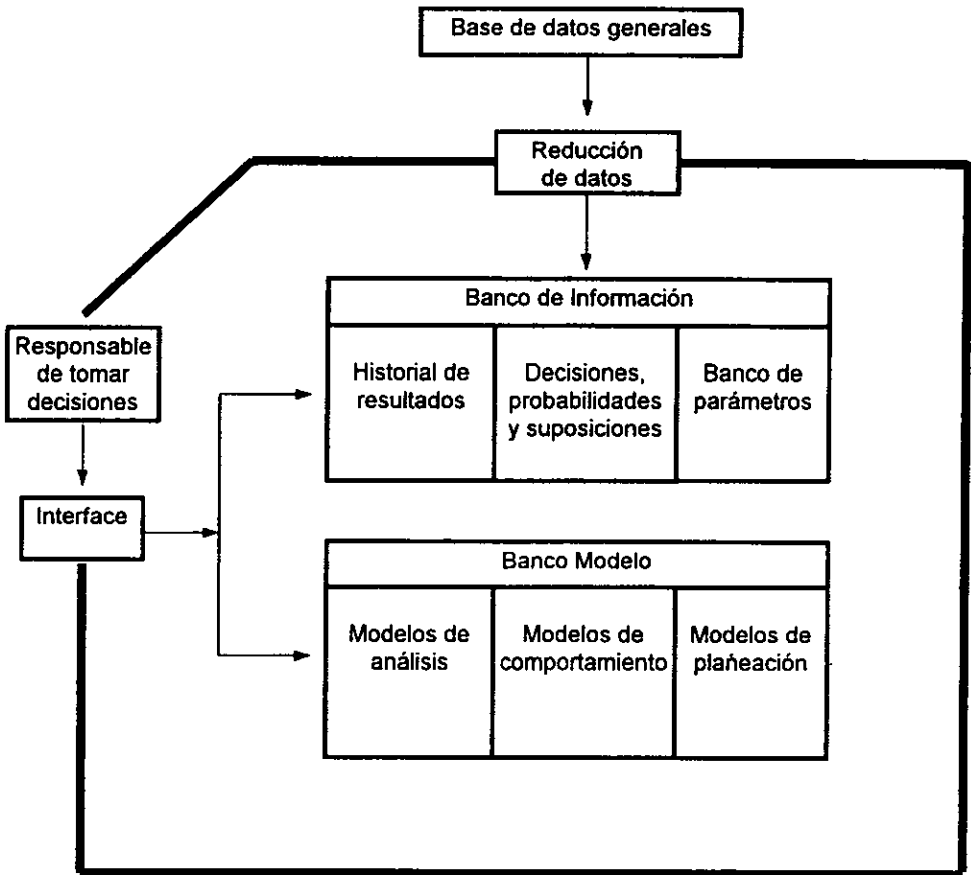 Base de datos generales
Reducción
de datos
Banco de Información
Historial de
resultados
Decisiones,
probabilidades
y suposiciones
Banco de
parámetros
Responsable
de tomar
decisiones
Interface
Banco Modelo
Modelos de
análisis
Modelos de
comportamiento
Modelos de
planeación